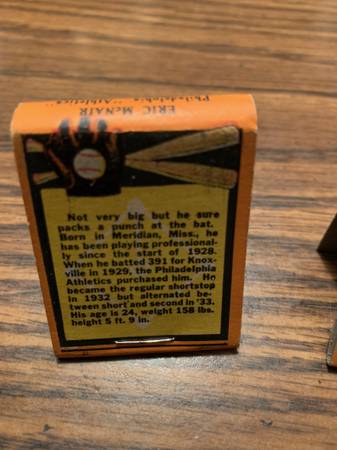 ERIC McNAIR
Philadelphia "Athletics"
Not very big but he sure
packs a punch at the bat.
Born in Meridian, Miss., he
has been playing professional-
ly since the start of 1928.
When he batted 391 for Knox-
ville in 1929, the Philadelphia
Athletics purchased him. He
became the regular shortstop
in 1932 but alternated be-
tween short and second in '33.
His age is 24, weight 158 lbs.
height 5 ft. 9 in.